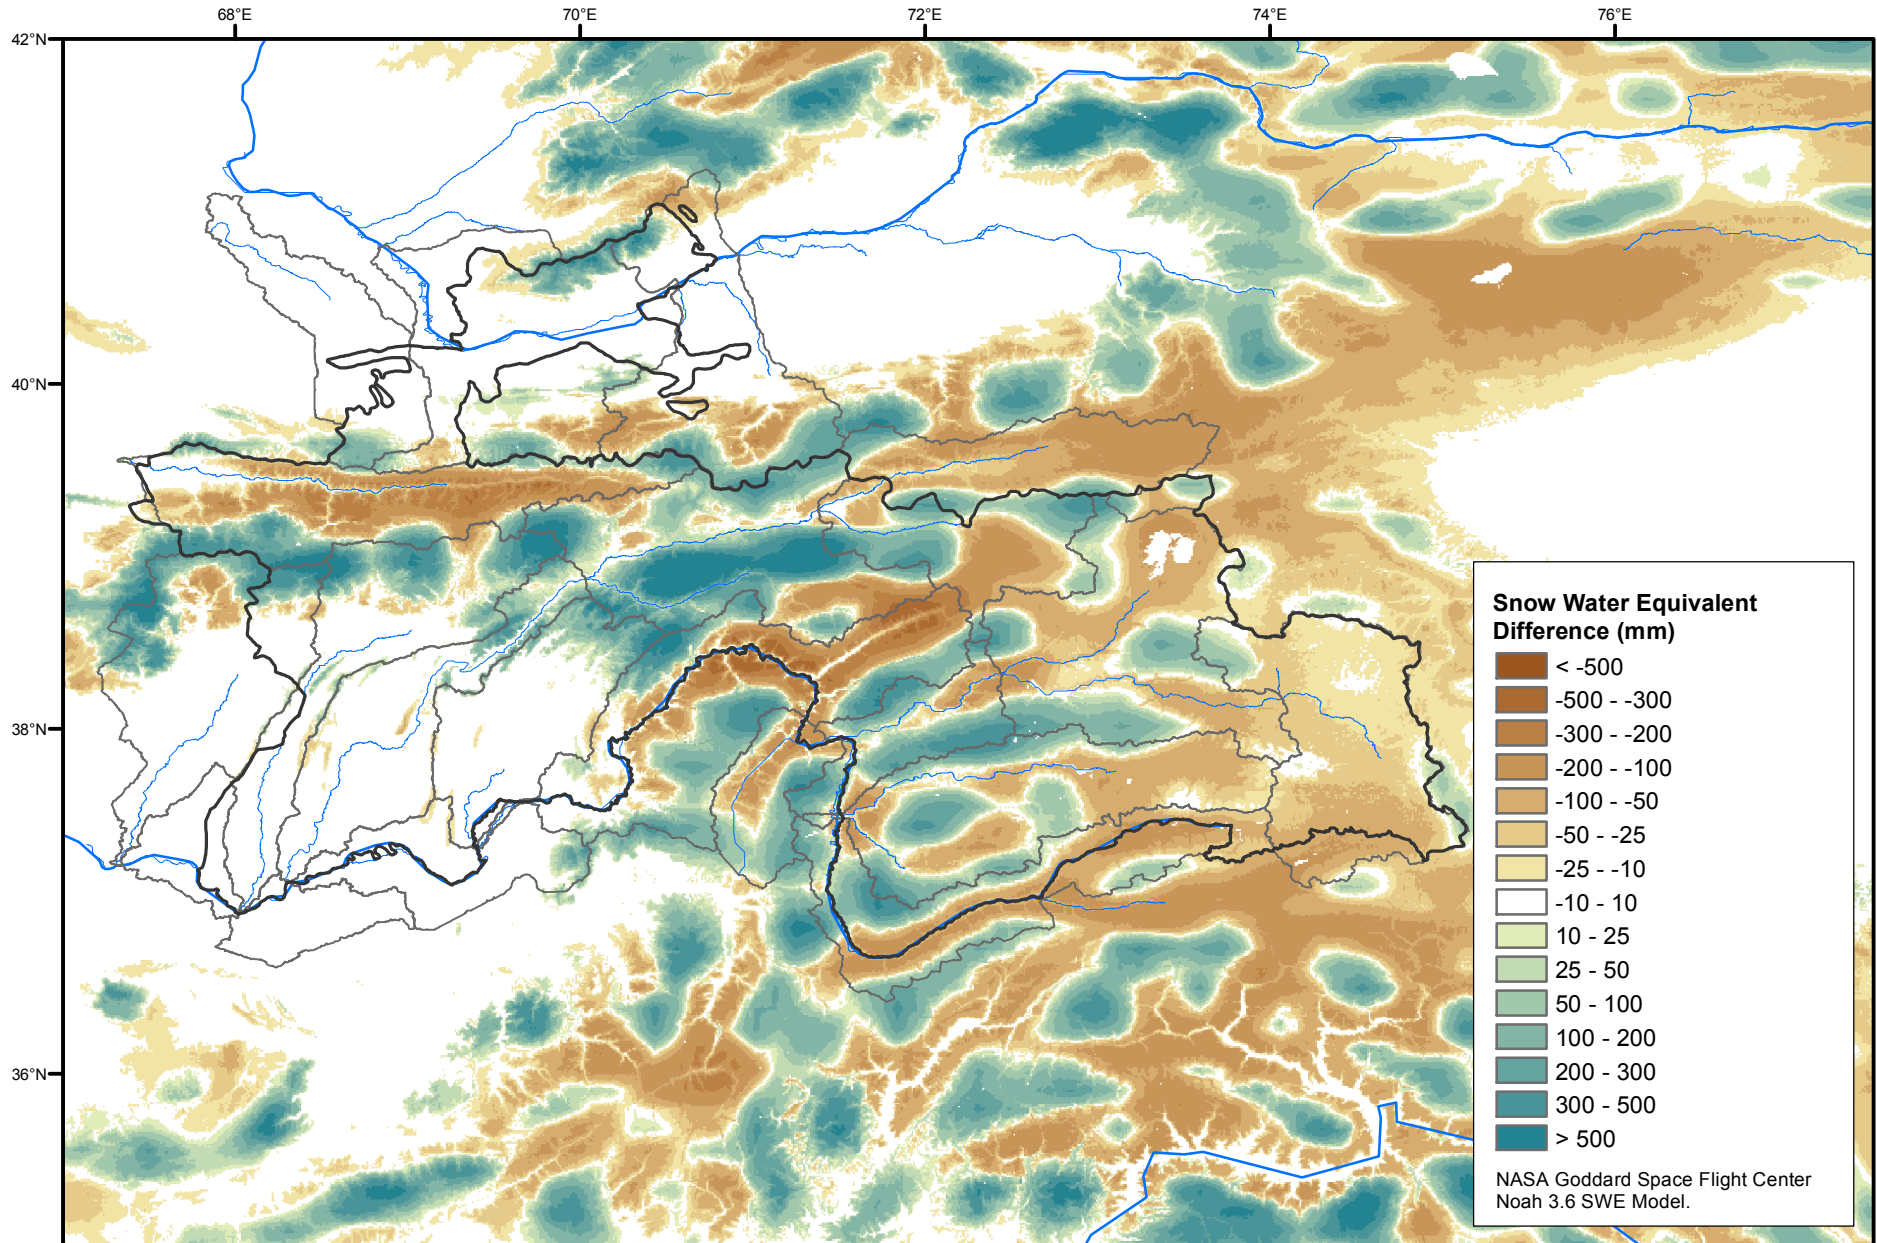 68°E
70°E
72°E
74°E
76°E
42°N
40°N
38°N
36°N
Snow Water Equivalent
Difference (mm)
< -500
-500 - -300
-300 - -200
-200 - -100
-100 - -50
-50 - -25
-25 - -10
-10 - 10
10 - 25
25 - 50
50 - 100
100 - 200
200 - 300
300 - 500
> 500
NASA Goddard Space Flight Center
Noah 3.6 SWE Model.